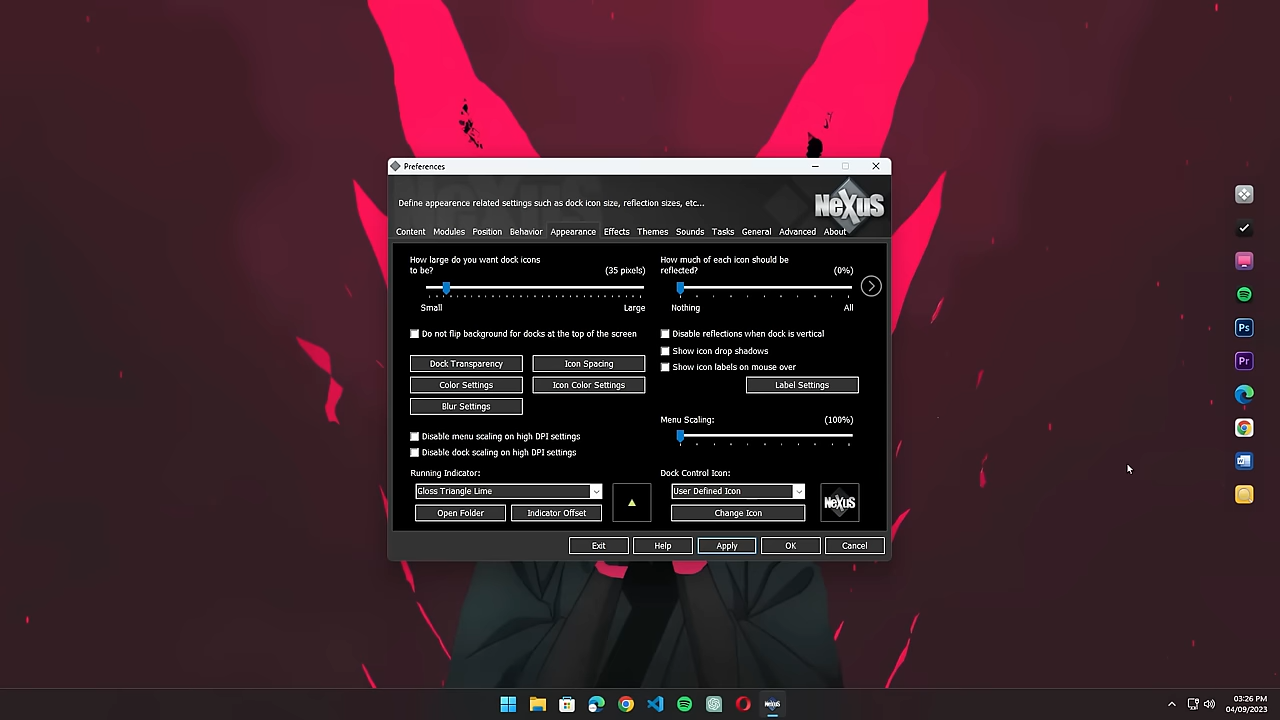 Preferences
Define appearence related settings such as dock icon size, reflection sizes, etc...
NeXuS
Content Modules Position Behavior Appearance Effects Themes Sounds Tasks General Advanced About
How large do you want dock icons
to be? (35 pixels)
Small Large
How much of each icon should be
reflected? (0%)
Nothing All
Do not flip background for docks at the top of the screen
Disable reflections when dock is vertical
Show icon drop shadows
Show icon labels on mouse over
Dock Transparency Icon Spacing
Color Settings Icon Color Settings
Label Settings
Blur Settings
Menu Scaling: (100%)
Disable menu scaling on high DPI settings
Disable dock scaling on high DPI settings
Running Indicator:
Gloss Triangle Lime
Open Folder Indicator Offset
Dock Control Icon:
User Defined Icon
Change Icon
NeXuS
Exit Help Apply OK Cancel
Ps
Pr
W
NeXuS
03:26 PM
04/09/2023